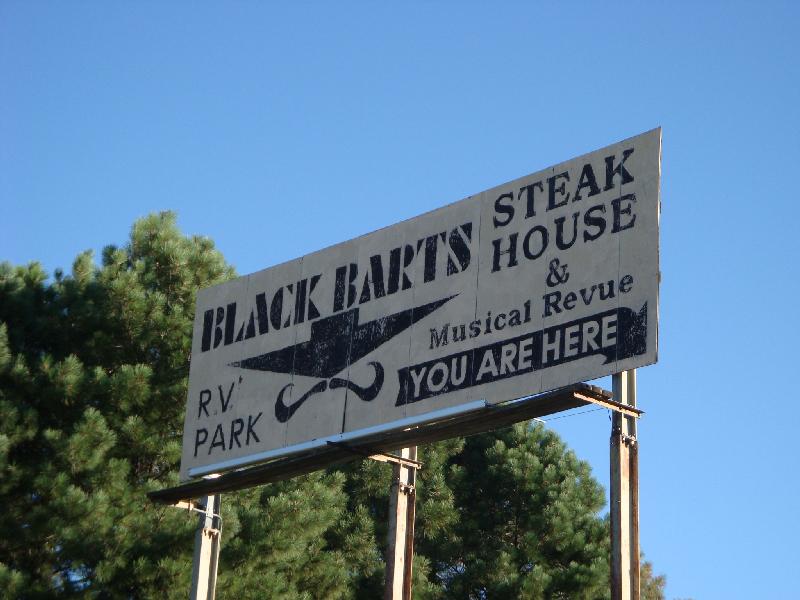 BLACK BARTS
STEAK
HOUSE
&
Musical Revue
YOU ARE HERE
R.V.
PARK